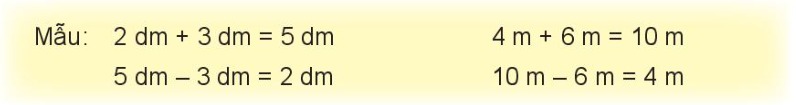 Mẫu: 2 dm + 3 dm = 5 dm 4 m + 6 m = 10 m
5 dm – 3 dm = 2 dm 10 m – 6 m = 4 m